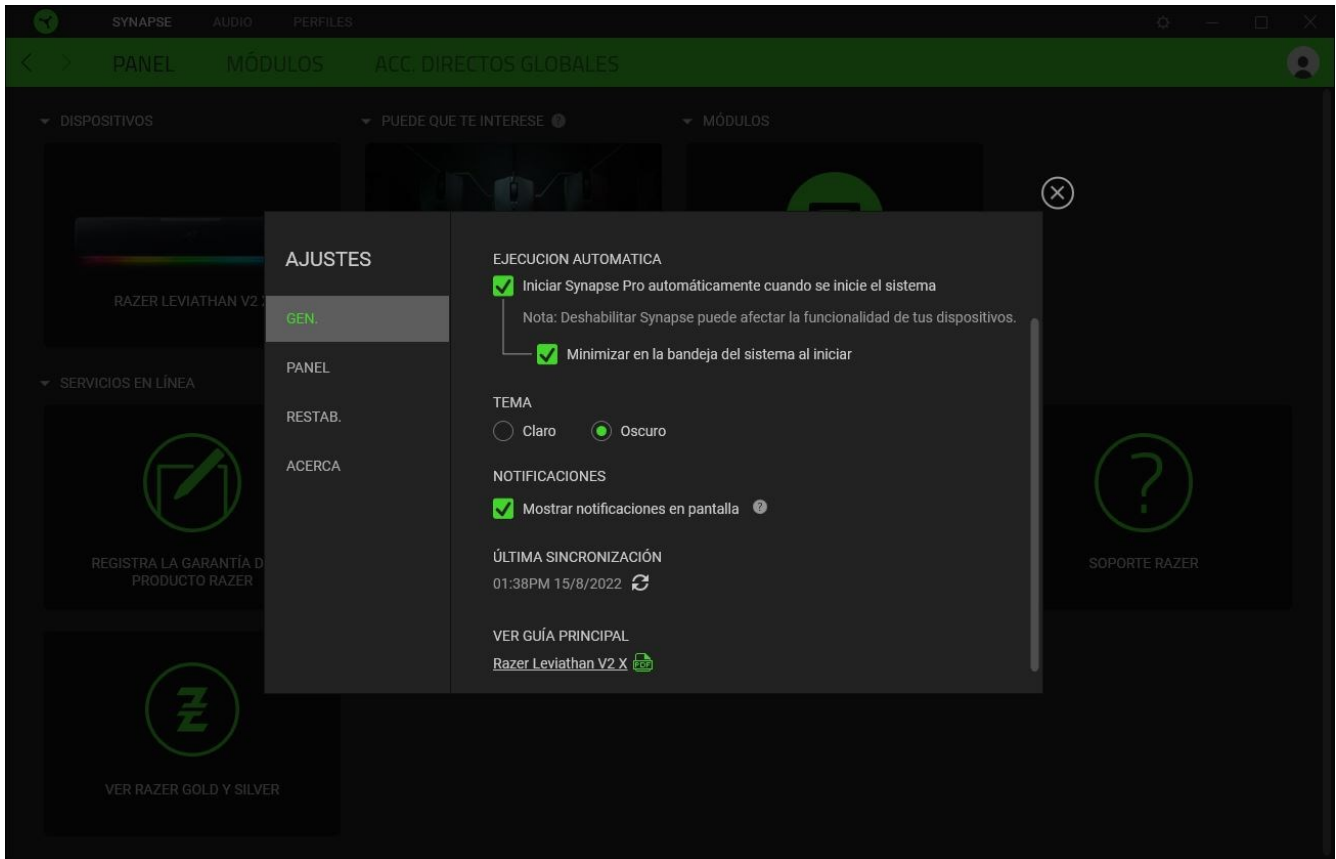 SYNAPSE AUDIO PERFILES
PANEL MÓDULOS ACC. DIRECTOS GLOBALES
DISPOSITIVOS
PUEDE QUE TE INTERESE ?
MÓDULOS
RAZER LEVIATHAN V2
SERVICIOS EN LÍNEA
REGISTRA LA GARANTÍA D
PRODUCTO RAZER
VER RAZER GOLD Y SILVER
?
SOPORTE RAZER
AJUSTES
GEN.
PANEL
RESTAB.
ACERCA
EJECUCION AUTOMATICA
Iniciar Synapse Pro automáticamente cuando se inicie el sistema
Nota: Deshabilitar Synapse puede afectar la funcionalidad de tus dispositivos.
Minimizar en la bandeja del sistema al iniciar
TEMA
Claro Oscuro
NOTIFICACIONES
Mostrar notificaciones en pantalla ?
ÚLTIMA SINCRONIZACIÓN
01:38PM 15/8/2022
VER GUÍA PRINCIPAL
Razer Leviathan V2 X PDF